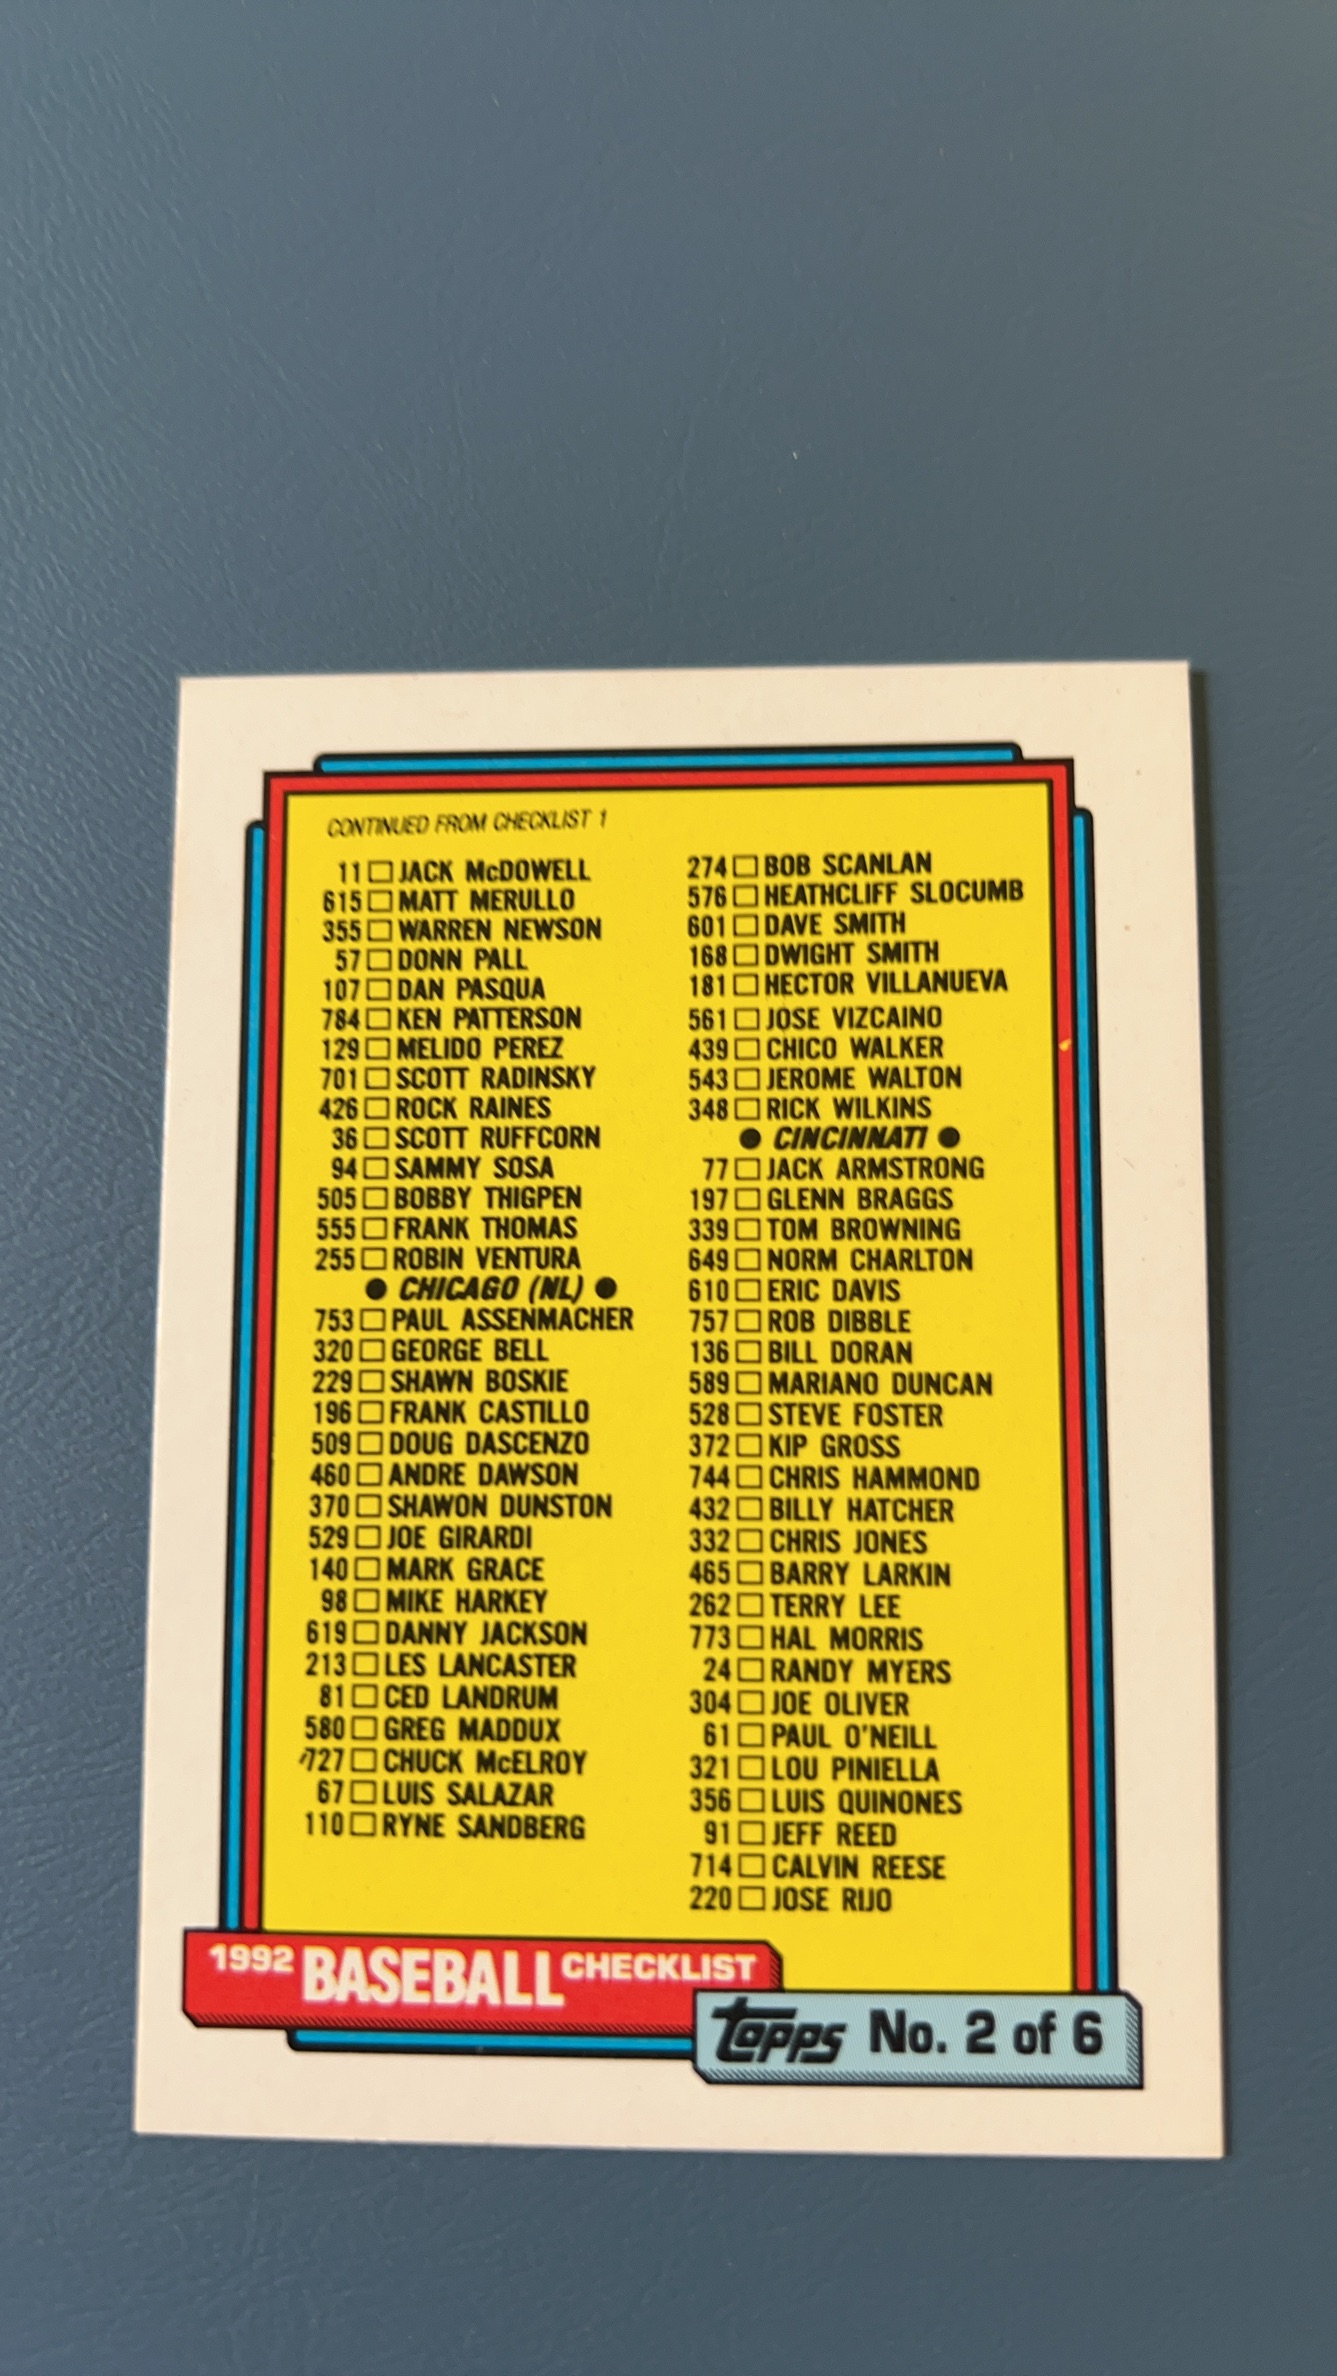 CONTINUED FROM CHECKLIST 1
11 □ JACK McDOWELL
615 □ MATT MERULLO
355 □ WARREN NEWSON
57 □ DONN PALL
107 □ DAN PASQUA
784 □ KEN PATTERSON
129 □ MELIDO PEREZ
701 □ SCOTT RADINSKY
426 □ ROCK RAINES
36 □ SCOTT RUFFCORN
94 □ SAMMY SOSA
505 □ BOBBY THIGPEN
555 □ FRANK THOMAS
255 □ ROBIN VENTURA
● CHICAGO (NL) ●
753 □ PAUL ASSENMACHER
320 □ GEORGE BELL
229 □ SHAWN BOSKIE
196 □ FRANK CASTILLO
509 □ DOUG DASCENZO
460 □ ANDRE DAWSON
370 □ SHAWON DUNSTON
529 □ JOE GIRARDI
140 □ MARK GRACE
98 □ MIKE HARKEY
619 □ DANNY JACKSON
213 □ LES LANCASTER
81 □ CED LANDRUM
580 □ GREG MADDUX
727 □ CHUCK McELROY
67 □ LUIS SALAZAR
110 □ RYNE SANDBERG
274 □ BOB SCANLAN
576 □ HEATHCLIFF SLOCUMB
601 □ DAVE SMITH
168 □ DWIGHT SMITH
181 □ HECTOR VILLANUEVA
561 □ JOSE VIZCAINO
439 □ CHICO WALKER
543 □ JEROME WALTON
348 □ RICK WILKINS
● CINCINNATI ●
77 □ JACK ARMSTRONG
197 □ GLENN BRAGGS
339 □ TOM BROWNING
649 □ NORM CHARLTON
610 □ ERIC DAVIS
757 □ ROB DIBBLE
136 □ BILL DORAN
589 □ MARIANO DUNCAN
528 □ STEVE FOSTER
372 □ KIP GROSS
744 □ CHRIS HAMMOND
432 □ BILLY HATCHER
332 □ CHRIS JONES
465 □ BARRY LARKIN
262 □ TERRY LEE
773 □ HAL MORRIS
24 □ RANDY MYERS
304 □ JOE OLIVER
61 □ PAUL O'NEILL
321 □ LOU PINIELLA
356 □ LUIS QUINONES
91 □ JEFF REED
714 □ CALVIN REESE
220 □ JOSE RIJO
1992 BASEBALL CHECKLIST
topps No. 2 of 6